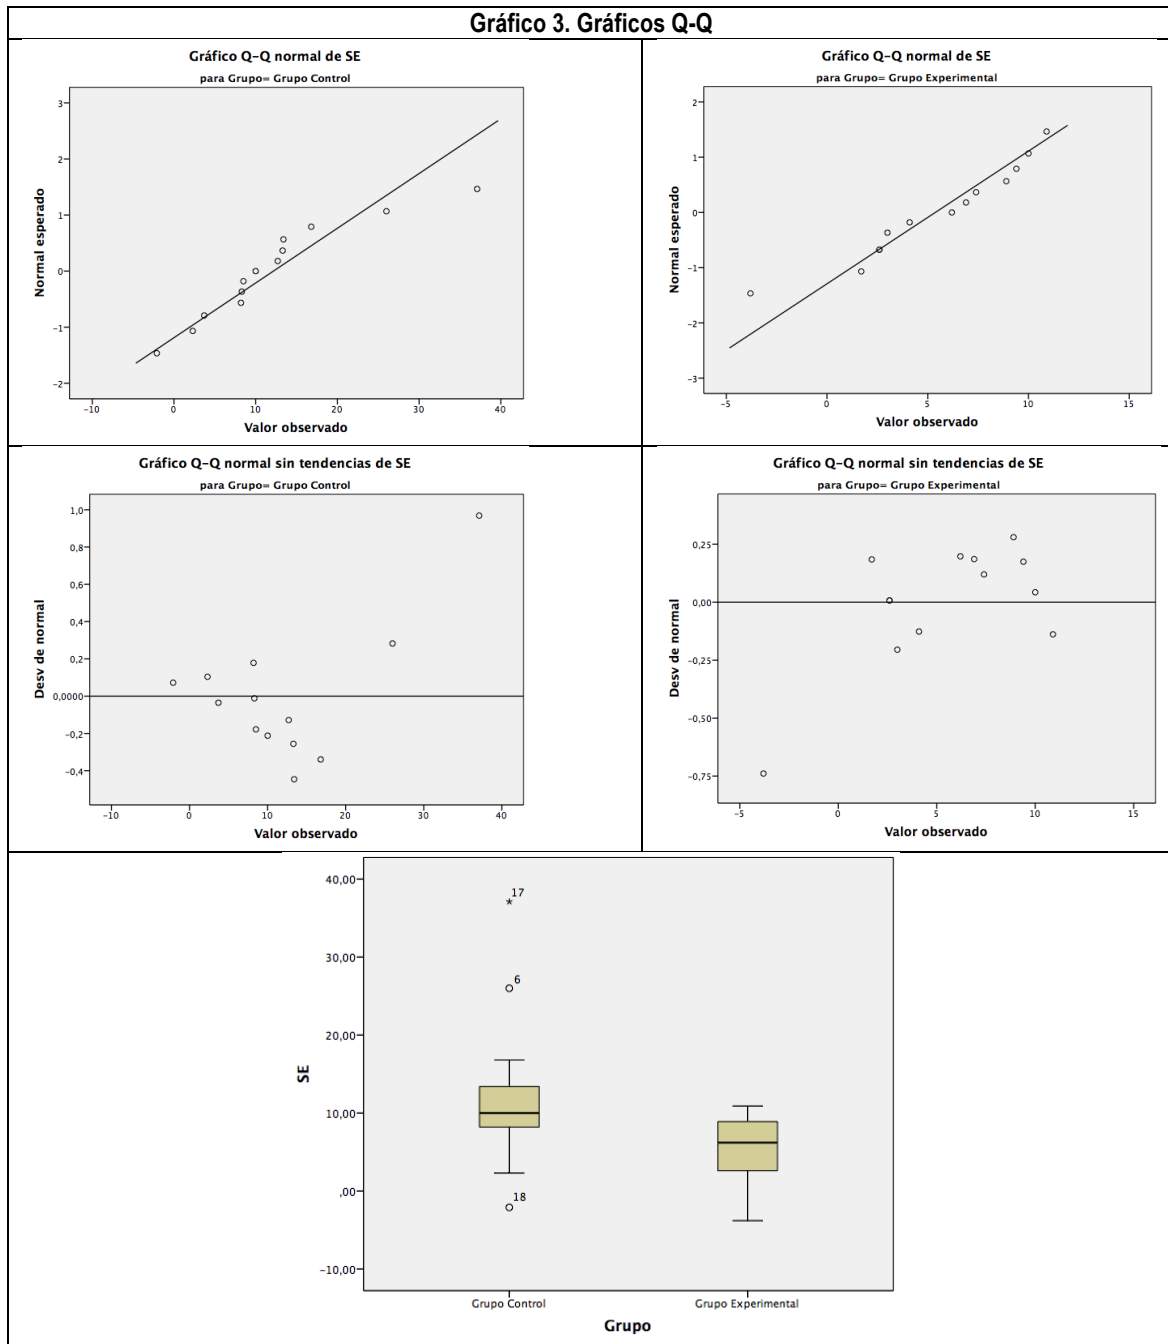 Gráfico 3. Gráficos Q-Q
Gráfico Q-Q normal de SE
para Grupo= Grupo Control
3
2
1
0
-1
-2
-10 0 10 20 30 40
Normal esperado
Valor observado
Gráfico Q-Q normal de SE
para Grupo= Grupo Experimental
2
1
0
-1
-2
-3
-5 0 5 10 15
Normal esperado
Valor observado
Gráfico Q-Q normal sin tendencias de SE
para Grupo= Grupo Control
1,0
0,8
0,6
0,4
0,2
0,0000
-0,2
-0,4
-10 0 10 20 30 40
Desv de normal
Valor observado
Gráfico Q-Q normal sin tendencias de SE
para Grupo= Grupo Experimental
0,25
0,00
-0,25
-0,50
-0,75
-5 0 5 10 15
Desv de normal
Valor observado
40,00
30,00
20,00
10,00
,00
-10,00
SE
17
6
18
Grupo Control Grupo Experimental
Grupo